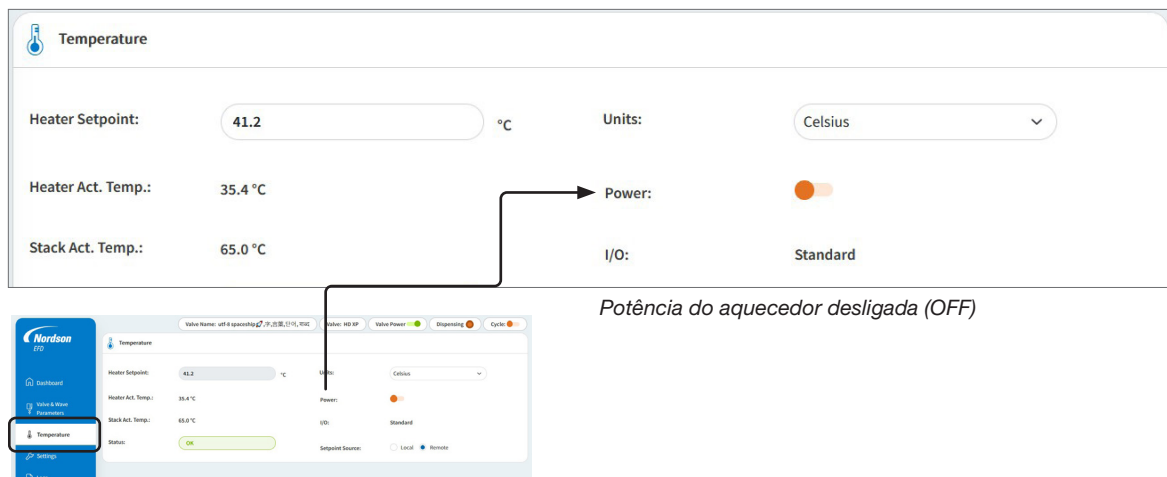 Temperature
Heater Setpoint: 41.2 °C Units: Celsius
Heater Act. Temp.: 35.4 °C Power:
Stack Act. Temp.: 65.0 °C I/O: Standard
Potência do aquecedor desligada (OFF)
Nordson
EFD
Valve Name: utf-8 spaceship Valve: HD XP Valve Power Dispensing Cycle:
Temperature
Heater Setpoint: 41.2 °C Units: Celsius
Dashboard
Heater Act. Temp.: 35.4 °C Power:
Valve & Wave
Parameters
Stack Act. Temp.: 65.0 °C I/O: Standard
Temperature
Status: OK Setpoint Source: Local Remote
Settings